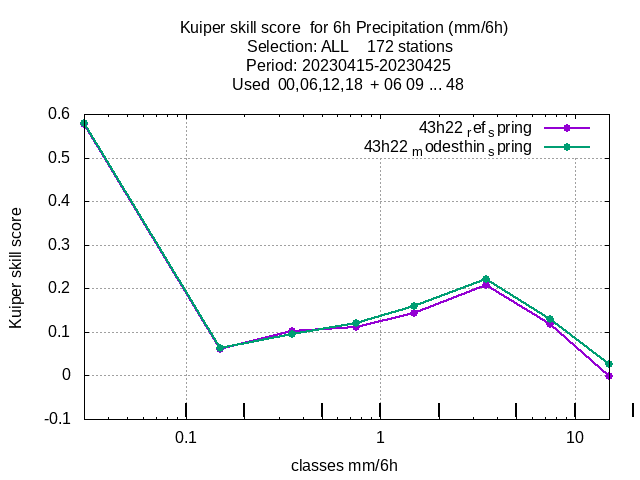 Kuiper skill score  for 6h Precipitation (mm/6h)
Selection: ALL    172 stations
Period: 20230415-20230425
Used  00,06,12,18  + 06 09 ... 48
43h22 ref spring
43h22 modesthin spring
0.6
0.5
0.4
0.3
0.2
0.1
0
-0.1
Kuiper skill score
0.1 1 10
classes mm/6h